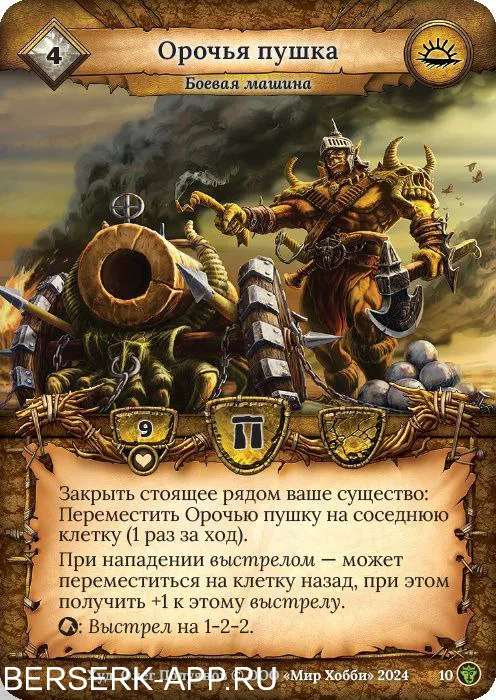 4
Орочья пушка
Боевая машина
9
Закрыть стоящее рядом ваше существо:
Переместить Орочью пушку на соседнюю
клетку (1 раз за ход).
При нападении выстрелом — может
переместиться на клетку назад, при этом
получить +1 к этому выстрелу.
: Выстрел на 1-2-2.
© ООО «Мир Хобби» 2024
10
BERSERK-APP.РУ